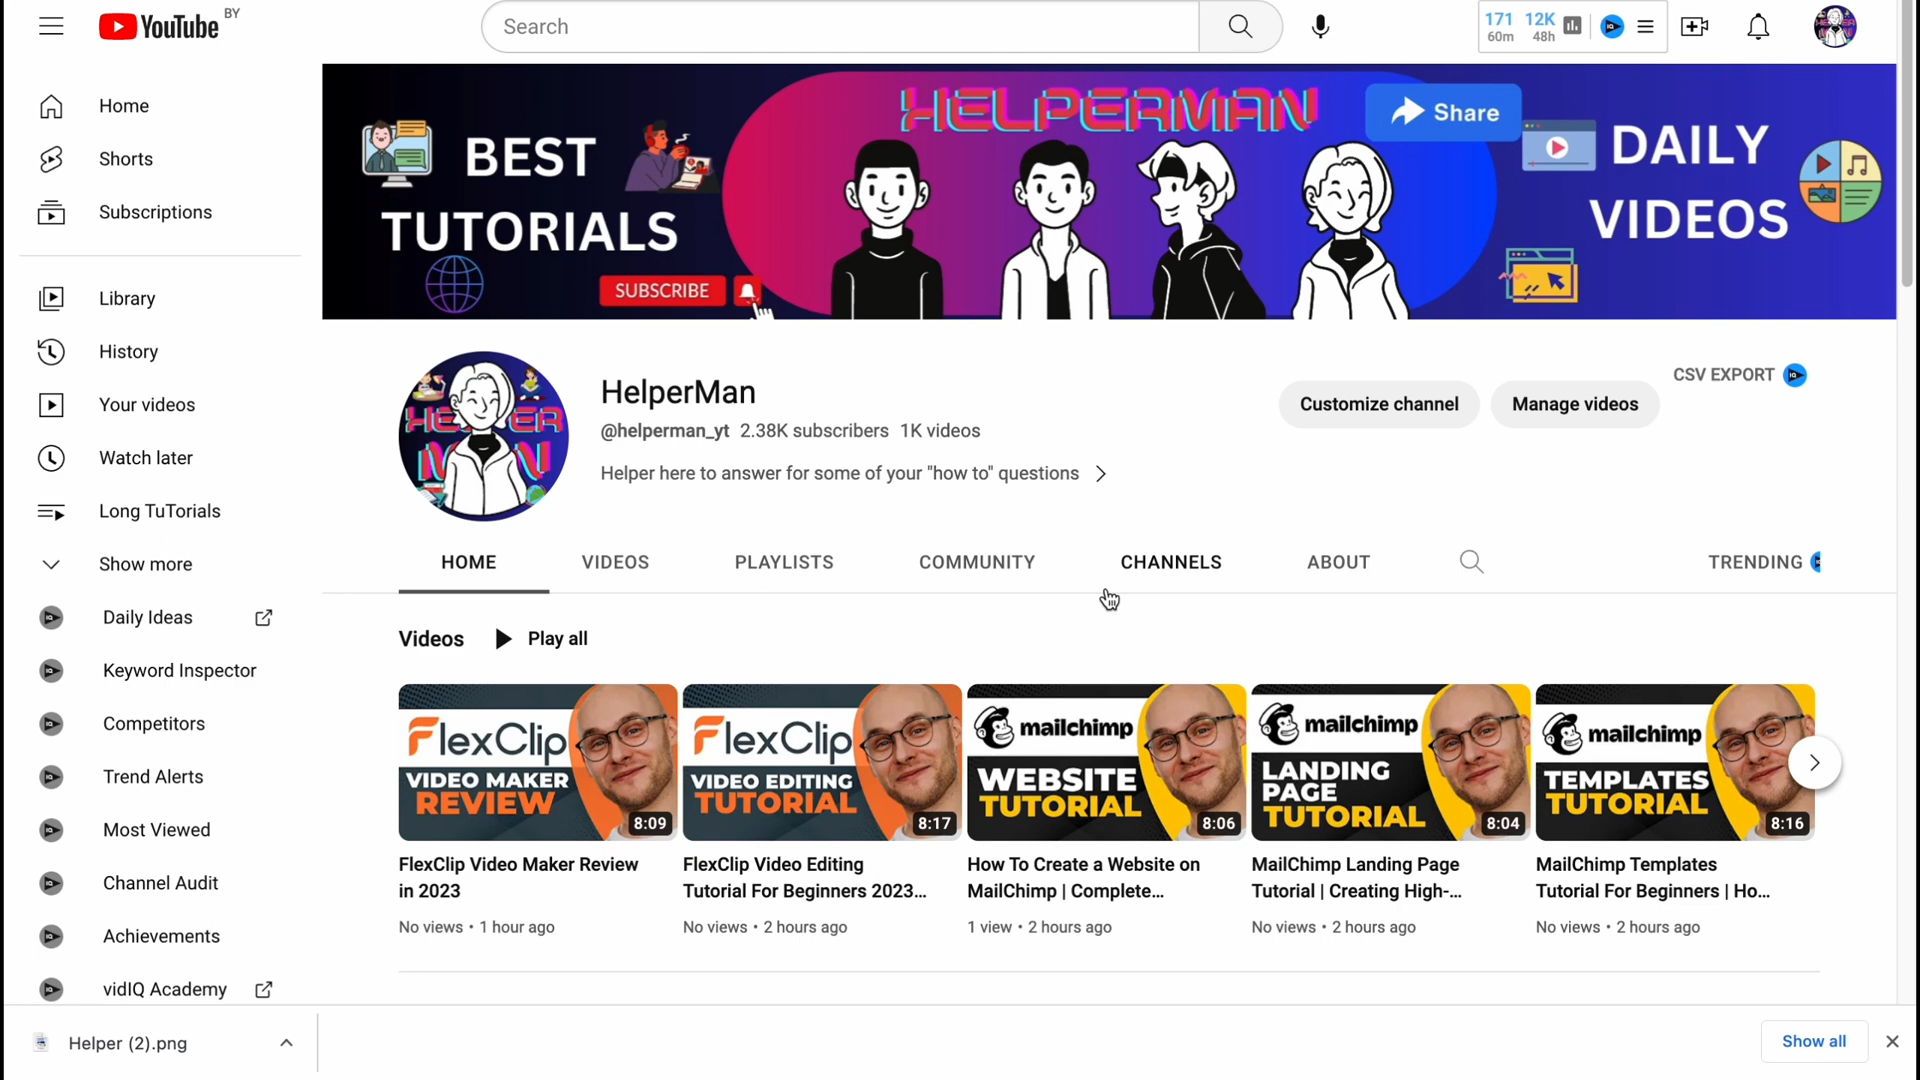 YouTube BY
Search
171 12K
60m 48h
Home
Shorts
Subscriptions
Library
History
Your videos
Watch later
Long TuTorials
Show more
Daily Ideas
Keyword Inspector
Competitors
Trend Alerts
Most Viewed
Channel Audit
Achievements
vidIQ Academy
BEST
TUTORIALS
SUBSCRIBE
HELPERMAN
Share
DAILY
VIDEOS
HELPER
MAN
HelperMan
@helperman_yt 2.38K subscribers 1K videos
Helper here to answer for some of your "how to" questions
Customize channel
Manage videos
CSV EXPORT
HOME
VIDEOS
PLAYLISTS
COMMUNITY
CHANNELS
ABOUT
TRENDING
Videos
Play all
FlexClip
VIDEO MAKER
REVIEW
8:09
FlexClip Video Maker Review
in 2023
No views • 1 hour ago
FlexClip
VIDEO EDITING
TUTORIAL
8:17
FlexClip Video Editing
Tutorial For Beginners 2023...
No views • 2 hours ago
mailchimp
WEBSITE
TUTORIAL
8:06
How To Create a Website on
MailChimp | Complete...
1 view • 2 hours ago
mailchimp
LANDING
PAGE
TUTORIAL
8:04
MailChimp Landing Page
Tutorial | Creating High-...
No views • 2 hours ago
mailchimp
TEMPLATES
TUTORIAL
8:16
MailChimp Templates
Tutorial For Beginners | Ho...
No views • 2 hours ago
Helper (2).png
Show all